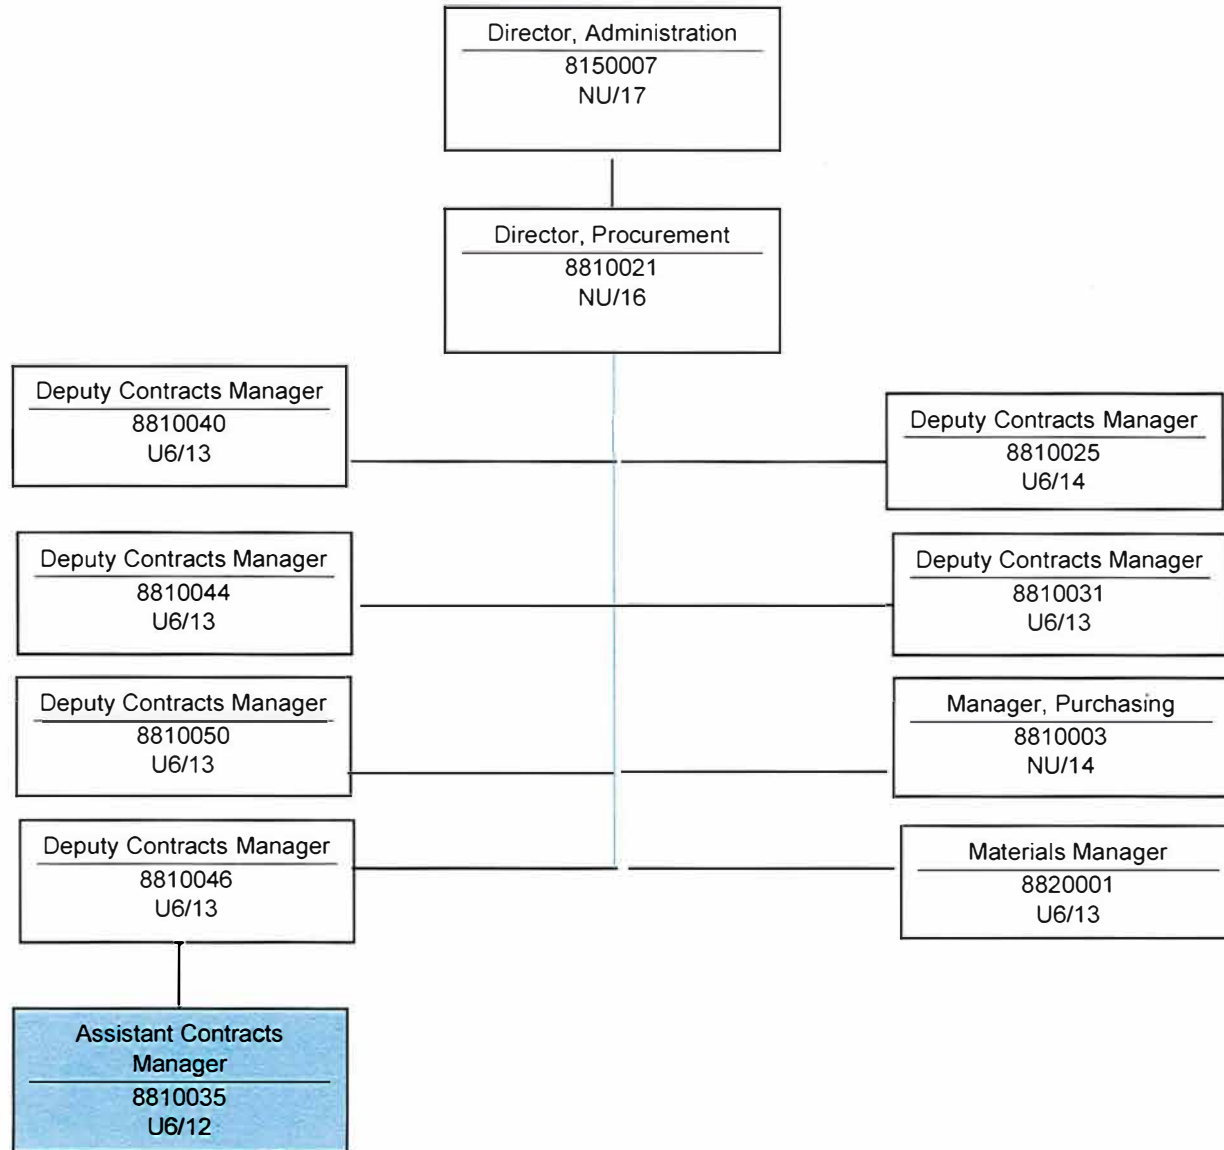 Director, Administration
8150007
NU/17
Director, Procurement
8810021
NU/16
Deputy Contracts Manager
8810040
U6/13
Deputy Contracts Manager
8810025
U6/14
Deputy Contracts Manager
8810044
U6/13
Deputy Contracts Manager
8810031
U6/13
Deputy Contracts Manager
8810050
U6/13
Manager, Purchasing
8810003
NU/14
Deputy Contracts Manager
8810046
U6/13
Materials Manager
8820001
U6/13
Assistant Contracts
Manager
8810035
U6/12